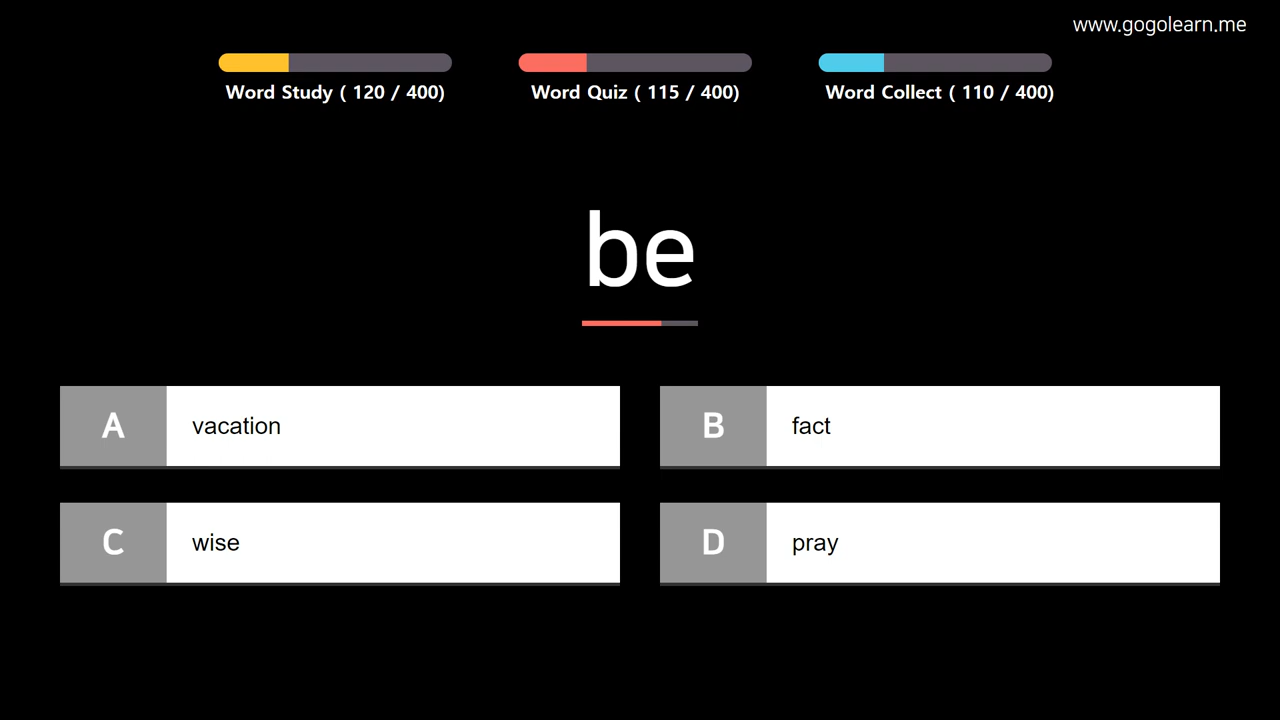 www.gogolearn.me
Word Study ( 120 / 400)
Word Quiz ( 115 / 400)
Word Collect ( 110 / 400)
be
A vacation
B fact
C wise
D pray